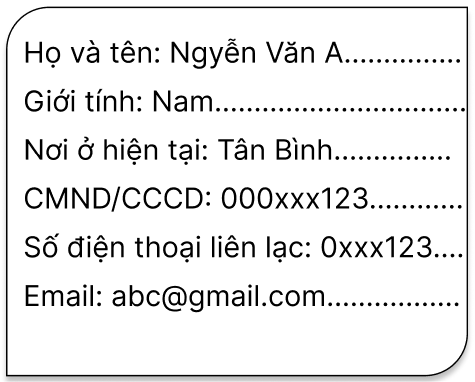 Họ và tên: Ngyễn Văn A...............
Giới tính: Nam................................
Nơi ở hiện tại: Tân Bình...............
CMND/CCCD: 000xxx123............
Số điện thoại liên lạc: 0xxx123....
Email: abc@gmail.com.................